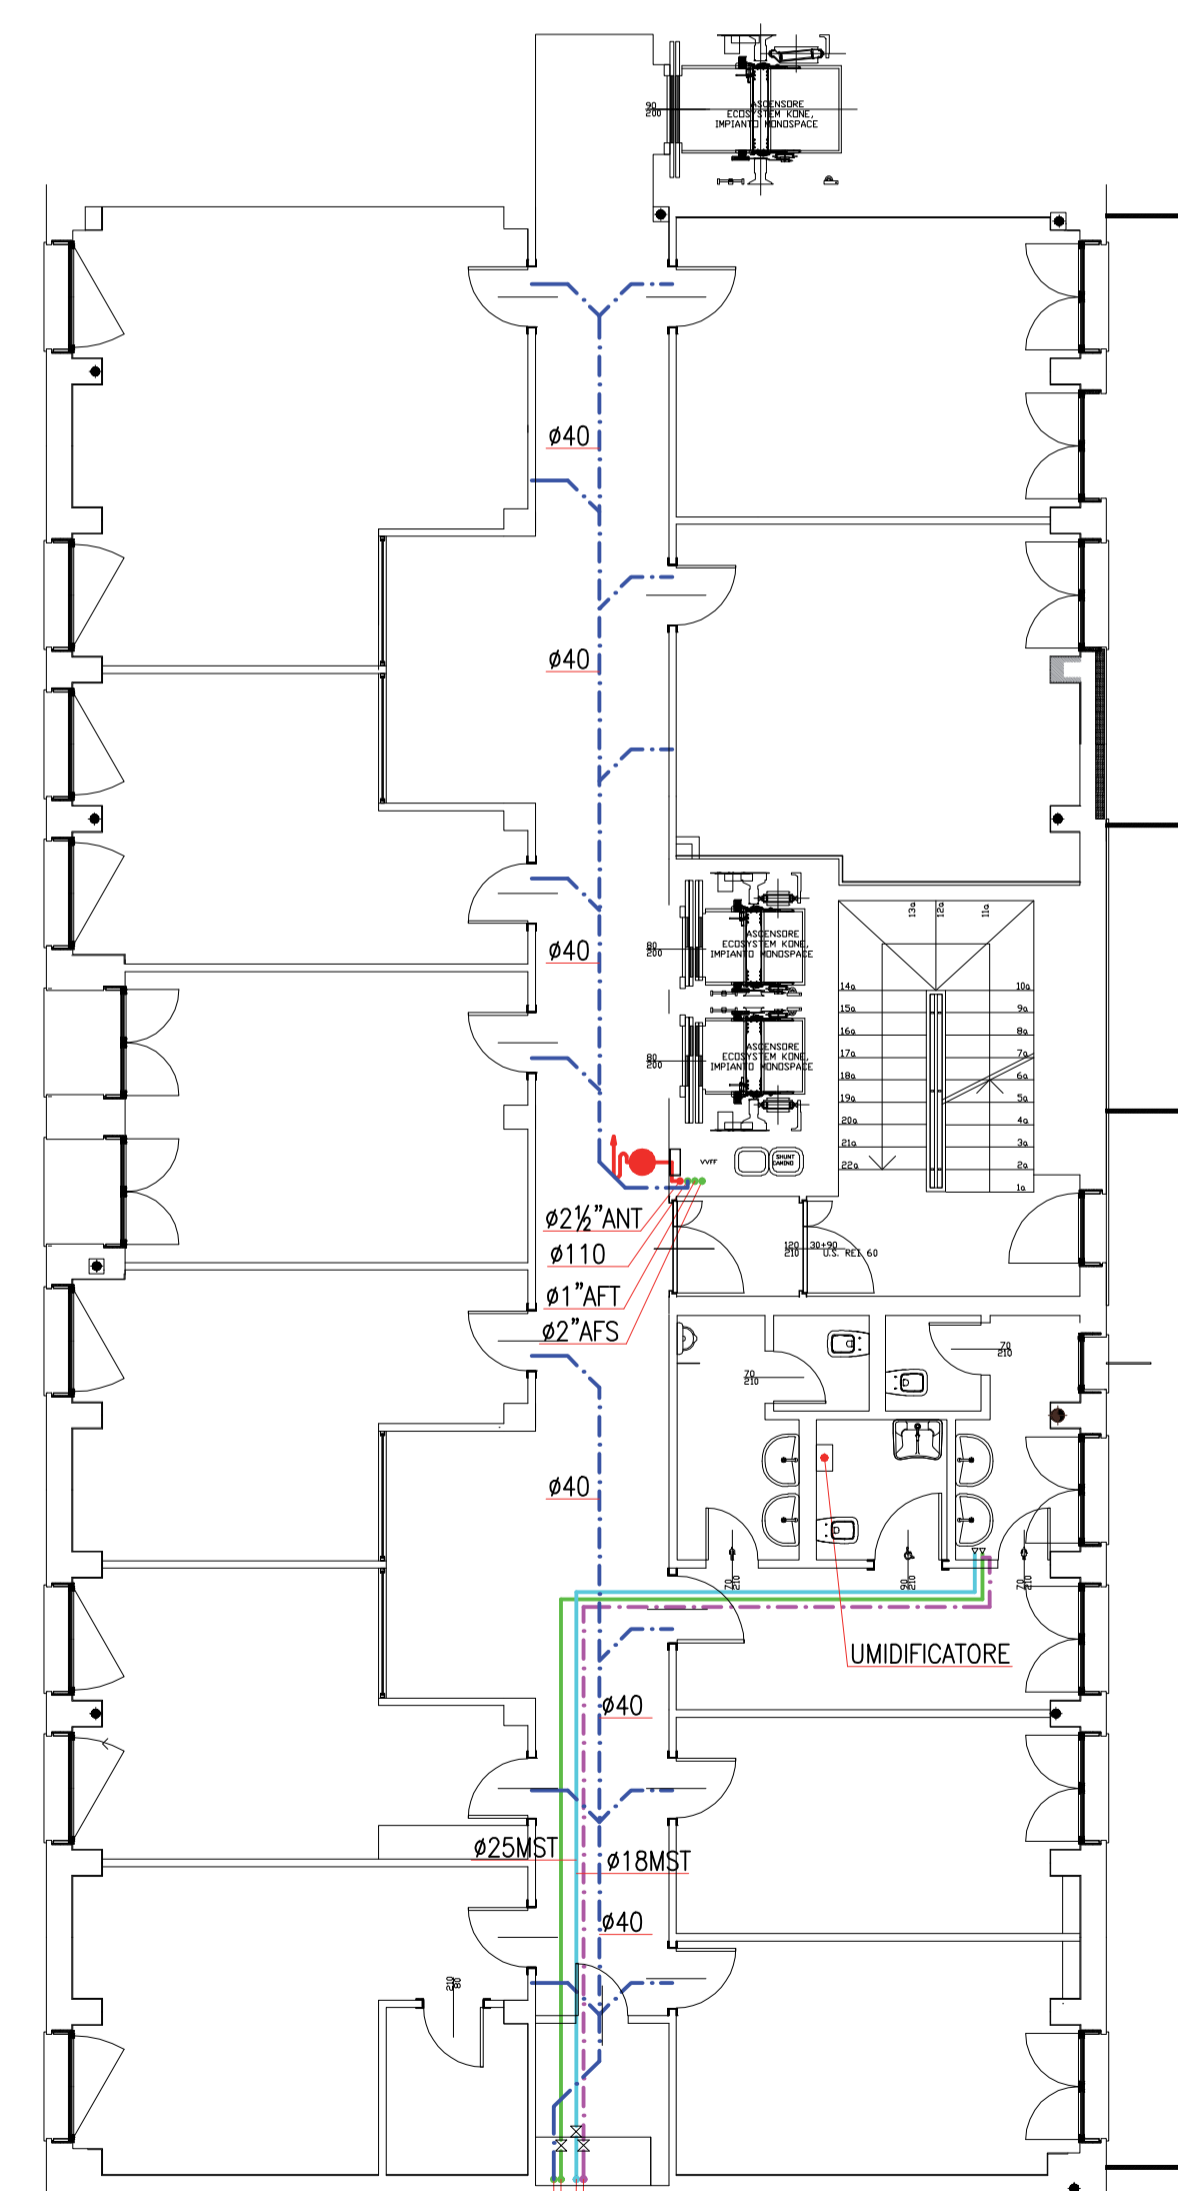 90
200
ASCENSORE
ECOSYSTEM KONE,
IMPIANTO MONOSPACE
ø40
ø40
ø40
80
200
ASCENSORE
ECOSYSTEM KONE,
IMPIANTO MONOSPACE
80
200
ASCENSORE
ECOSYSTEM KONE,
IMPIANTO MONOSPACE
13a
12a
11a
14a
10a
15a
9a
16a
8a
17a
7a
18a
6a
19a
5a
20a
4a
21a
3a
22a
2a
1a
VVFF
SHUNT
CAMINO
ø2½"ANT
ø110
ø1"AFT
ø2"AFS
120
210
30+90
U.S. REI 60
70
210
70
210
ø40
70
210
90
210
70
210
UMIDIFICATORE
ø40
ø25MST
ø18MST
ø40
210
80